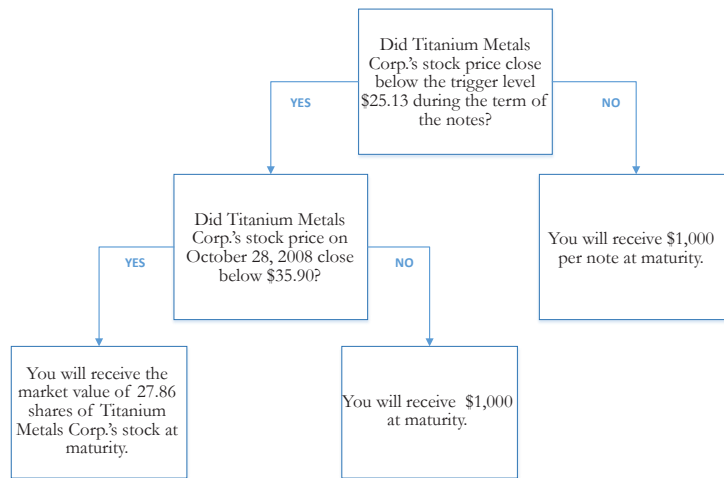 Did Titanium Metals
Corp.'s stock price close
below the trigger level
$25.13 during the term of
the notes?
YES
NO
Did Titanium Metals
Corp.'s stock price on
October 28, 2008 close
below $35.90?
You will receive $1,000
per note at maturity.
YES
NO
You will receive the
market value of 27.86
shares of Titanium
Metals Corp.'s stock at
maturity.
You will receive $1,000
at maturity.